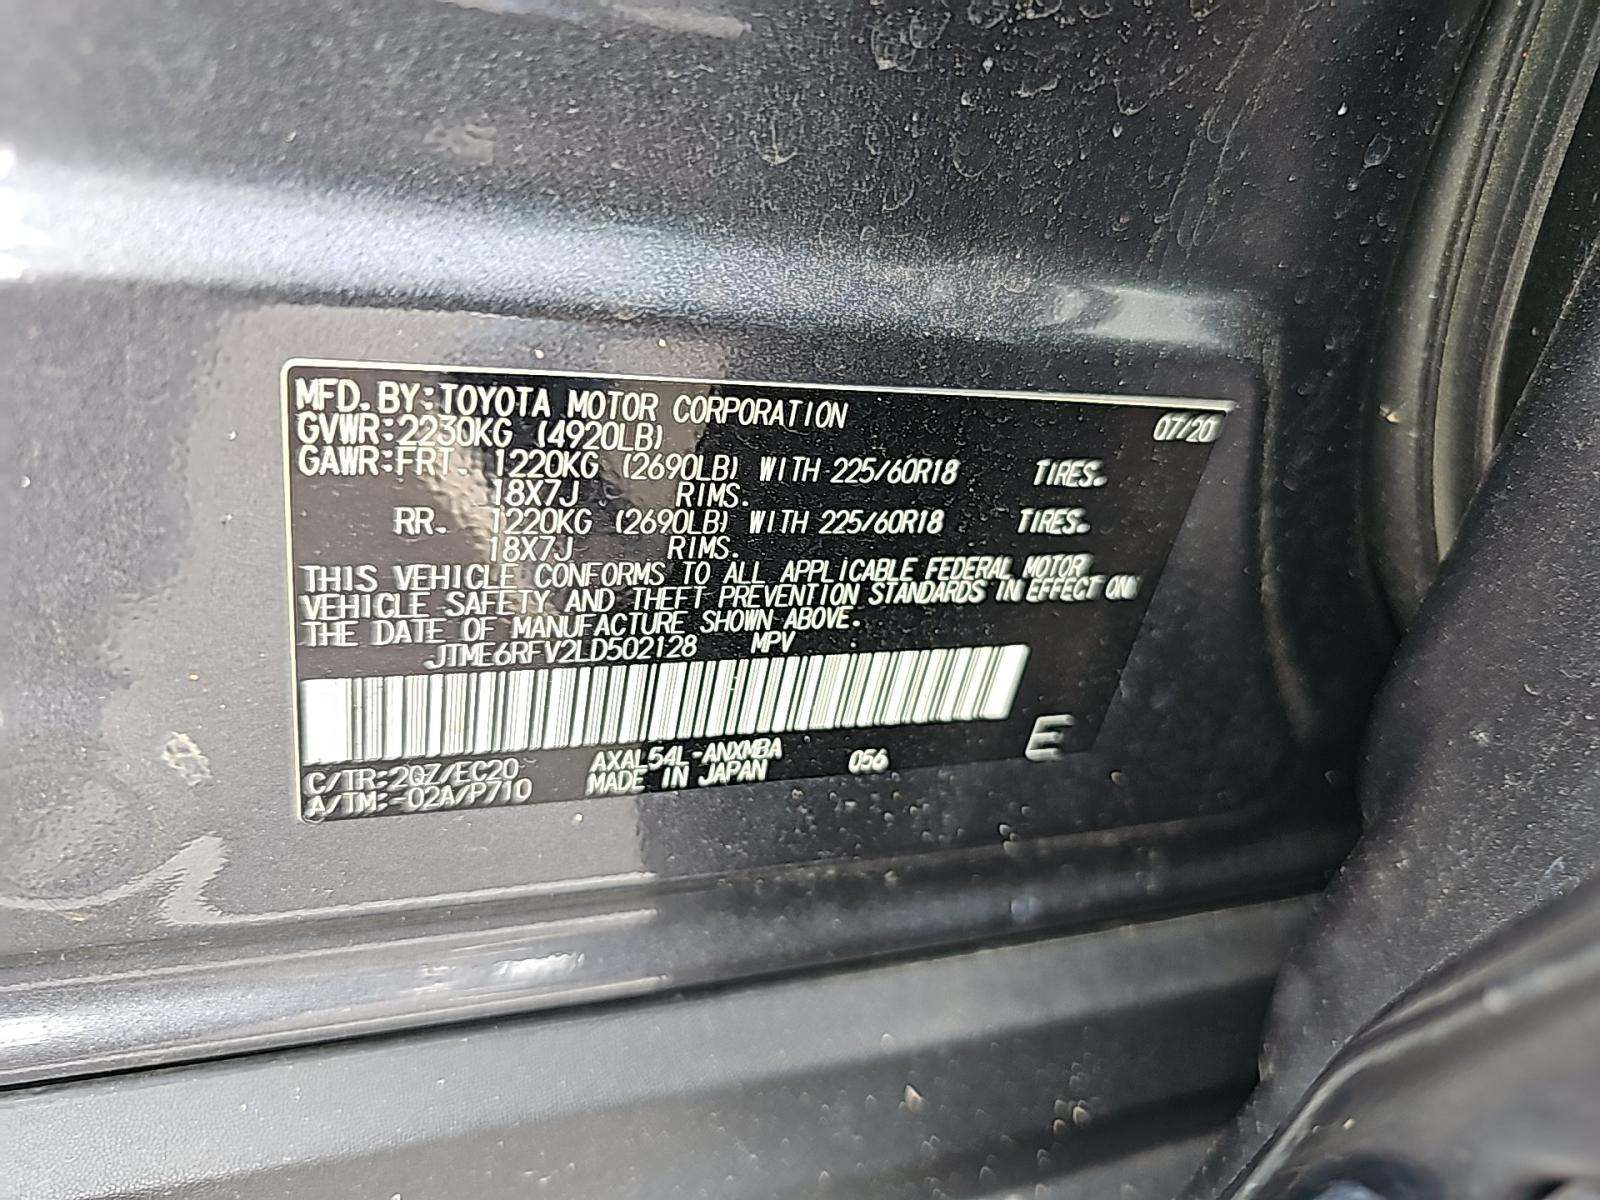 MFD. BY: TOYOTA MOTOR CORPORATION 07/20
GVWR: 2230KG (4920LB)
GAWR: FRT. 1220KG (2690LB) WITH 225/60R18 TIRES.
18X7J RIMS.
RR. 1220KG (2690LB) WITH 225/60R18 TIRES.
18X7J RIMS.
THIS VEHICLE CONFORMS TO ALL APPLICABLE FEDERAL MOTOR
VEHICLE SAFETY AND THEFT PREVENTION STANDARDS IN EFFECT ON
THE DATE OF MANUFACTURE SHOWN ABOVE.
JTME6RFV2LD502128 MPV
C/TR: 2QZ/EC20 AXAL54L-ANXMBA 056 E
A/TM: -02A/P710 MADE IN JAPAN